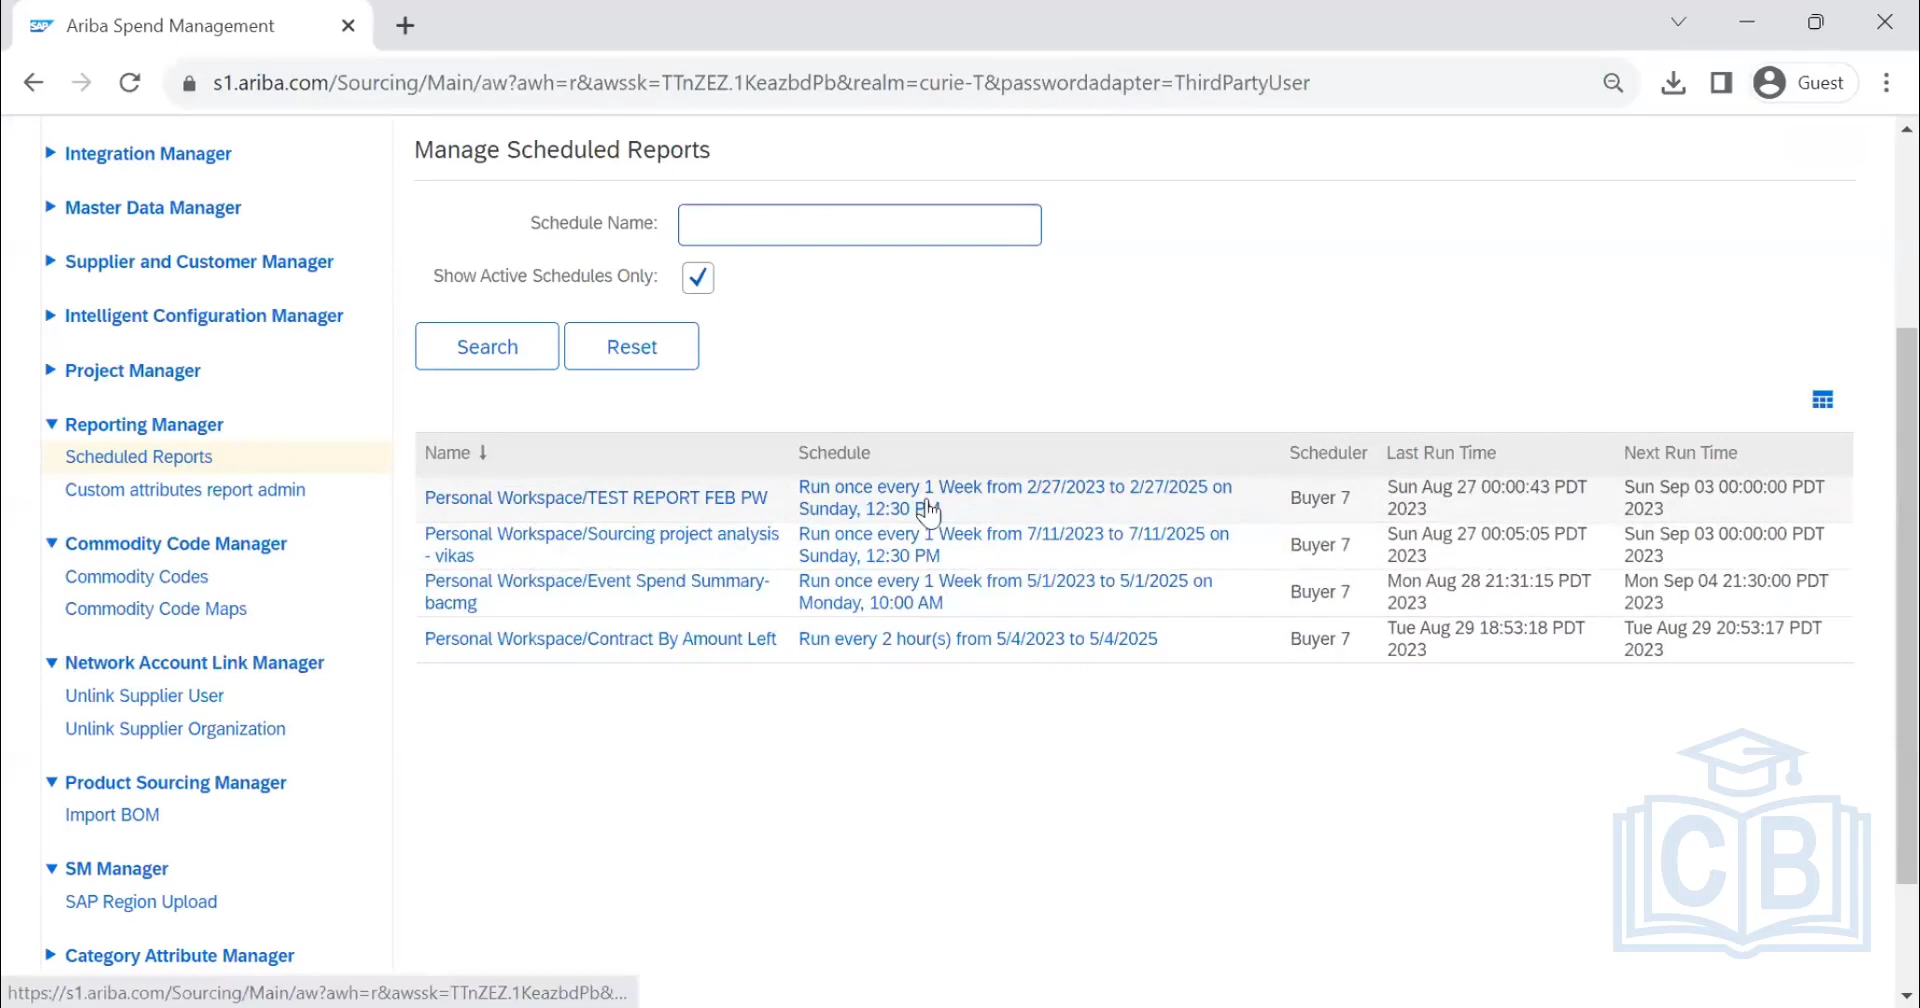 SAP Ariba Spend Management
s1.ariba.com/Sourcing/Main/aw?awh=r&awssk=TTnZEZ.1KeazbdPb&realm=curie-T&passwordadapter=ThirdPartyUser
Guest
Integration Manager
Master Data Manager
Supplier and Customer Manager
Intelligent Configuration Manager
Project Manager
Reporting Manager
Scheduled Reports
Custom attributes report admin
Commodity Code Manager
Commodity Codes
Commodity Code Maps
Network Account Link Manager
Unlink Supplier User
Unlink Supplier Organization
Product Sourcing Manager
Import BOM
SM Manager
SAP Region Upload
Category Attribute Manager
Manage Scheduled Reports
Schedule Name:
Show Active Schedules Only:
Search Reset
Name ↓ Schedule Scheduler Last Run Time Next Run Time
Personal Workspace/TEST REPORT FEB PW
Run once every 1 Week from 2/27/2023 to 2/27/2025 on
Sunday, 12:30 PM
Buyer 7
Sun Aug 27 00:00:43 PDT
2023
Sun Sep 03 00:00:00 PDT
2023
Personal Workspace/Sourcing project analysis
- vikas
Run once every 1 Week from 7/11/2023 to 7/11/2025 on
Sunday, 12:30 PM
Buyer 7
Sun Aug 27 00:05:05 PDT
2023
Sun Sep 03 00:00:00 PDT
2023
Personal Workspace/Event Spend Summary-
bacmg
Run once every 1 Week from 5/1/2023 to 5/1/2025 on
Monday, 10:00 AM
Buyer 7
Mon Aug 28 21:31:15 PDT
2023
Mon Sep 04 21:30:00 PDT
2023
Personal Workspace/Contract By Amount Left
Run every 2 hour(s) from 5/4/2023 to 5/4/2025
Buyer 7
Tue Aug 29 18:53:18 PDT
2023
Tue Aug 29 20:53:17 PDT
2023
CB
https://s1.ariba.com/Sourcing/Main/aw?awh=r&awssk=TTnZEZ.1KeazbdPb&...